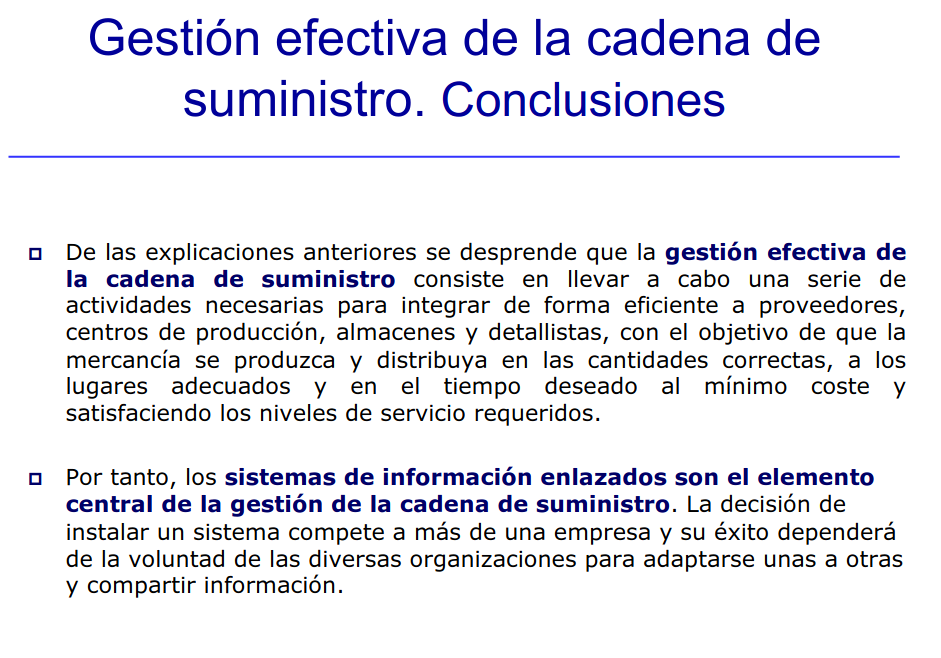 Gestión efectiva de la cadena de
suministro. Conclusiones
De las explicaciones anteriores se desprende que la gestión efectiva de
la cadena de suministro consiste en llevar a cabo una serie de
actividades necesarias para integrar de forma eficiente a proveedores,
centros de producción, almacenes y detallistas, con el objetivo de que la
mercancía se produzca y distribuya en las cantidades correctas, a los
lugares adecuados y en el tiempo deseado al mínimo coste y
satisfaciendo los niveles de servicio requeridos.
Por tanto, los sistemas de información enlazados son el elemento
central de la gestión de la cadena de suministro. La decisión de
instalar un sistema compete a más de una empresa y su éxito dependerá
de la voluntad de las diversas organizaciones para adaptarse unas a otras
y compartir información.